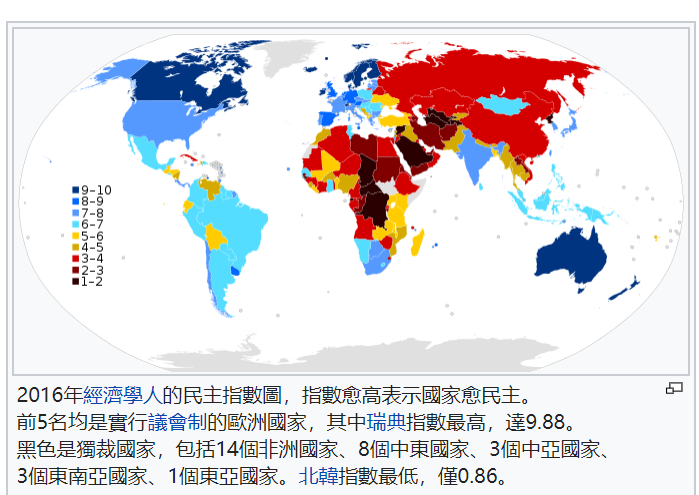 9–10
8–9
7–8
6–7
5–6
4–5
3–4
2–3
1–2
2016年經濟學人的民主指數圖，指數愈高表示國家愈民主。
前5名均是實行議會制的歐洲國家，其中瑞典指數最高，達9.88。
黑色是獨裁國家，包括14個非洲國家、8個中東國家、3個中亞國家、
3個東南亞國家、1個東亞國家。北韓指數最低，僅0.86。